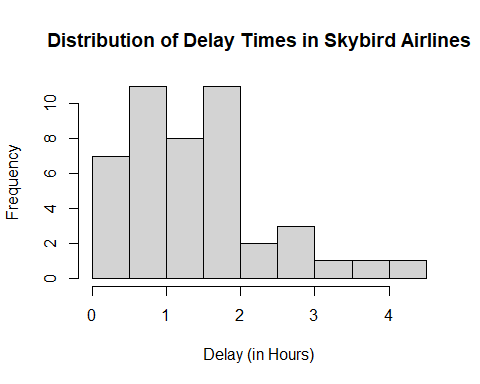 Distribution of Delay Times in Skybird Airlines
Frequency
10
8
6
4
2
0
0 1 2 3 4
Delay (in Hours)